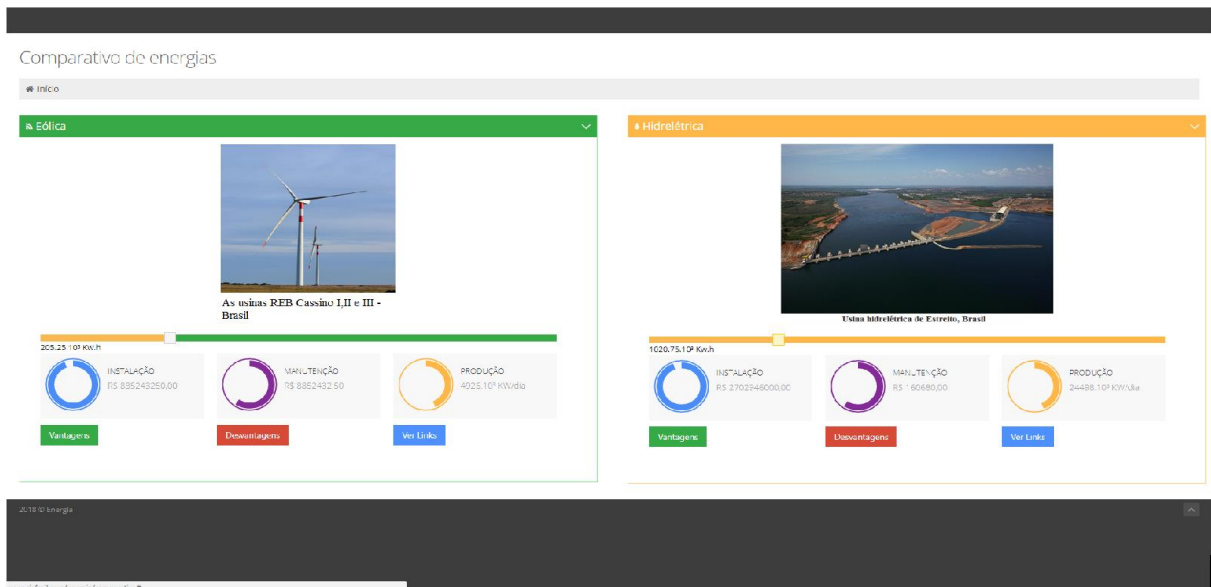 Comparativo de energias
Início
Eólica
As usinas REB Cassino I,II e III -
Brasil
205.25.10³ Kw.h
INSTALAÇÃO
R$ 885243250,00
MANUTENÇÃO
R$ 8852432.50
PRODUÇÃO
4926.10³ KW/dia
Vantagens
Desvantagens
Ver Links
Hidrelétrica
Usina hidrelétrica de Estreito, Brasil
1020.75.10³ Kw.h
INSTALAÇÃO
R$ 2702946000,00
MANUTENÇÃO
R$ 160680,00
PRODUÇÃO
24498.10³ KW/dia
Vantagens
Desvantagens
Ver Links
2018 © Energia